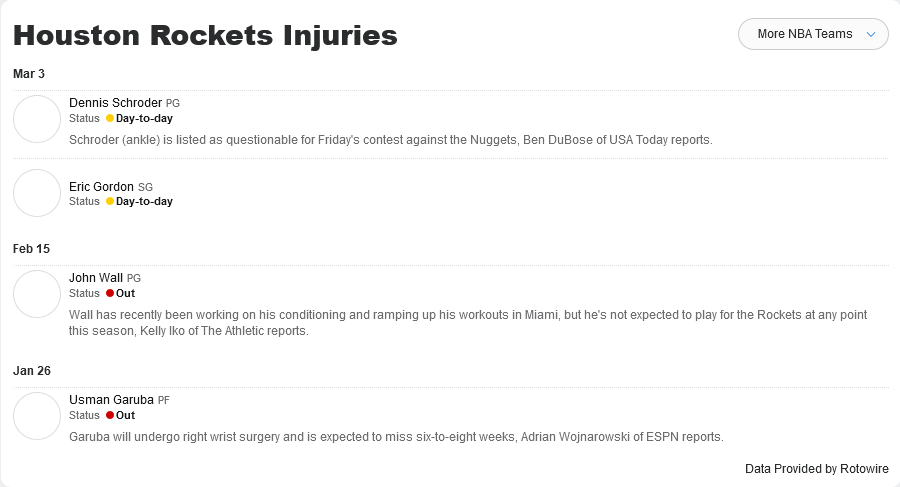 Houston Rockets Injuries
More NBA Teams
Mar 3
Dennis Schroder PG
Status Day-to-day
Schroder (ankle) is listed as questionable for Friday's contest against the Nuggets, Ben DuBose of USA Today reports.
Eric Gordon SG
Status Day-to-day
Feb 15
John Wall PG
Status Out
Wall has recently been working on his conditioning and ramping up his workouts in Miami, but he's not expected to play for the Rockets at any point
this season, Kelly Iko of The Athletic reports.
Jan 26
Usman Garuba PF
Status Out
Garuba will undergo right wrist surgery and is expected to miss six-to-eight weeks, Adrian Wojnarowski of ESPN reports.
Data Provided by Rotowire